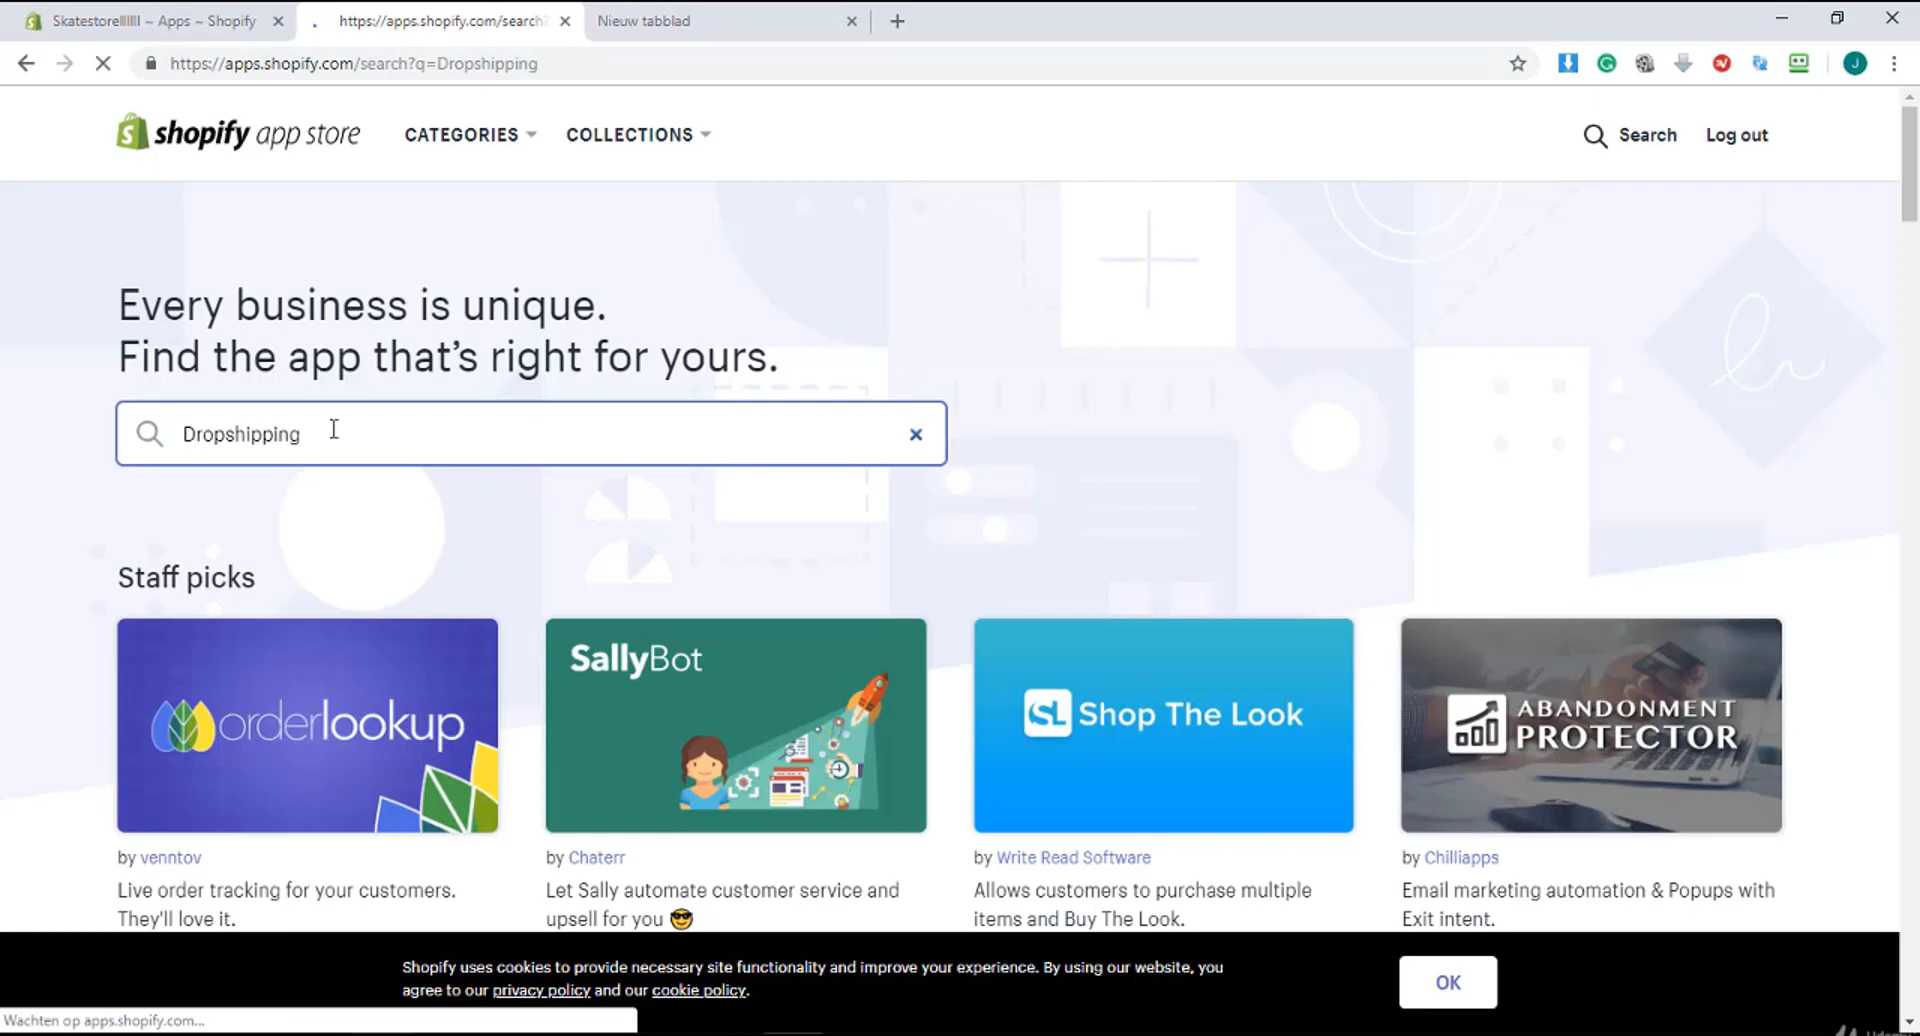 Skatestorelllllll ~ Apps ~ Shopify
https://apps.shopify.com/search?
Nieuw tabblad
https://apps.shopify.com/search?q=Dropshipping
J
shopify app store
CATEGORIES
COLLECTIONS
Search
Log out
Every business is unique.
Find the app that’s right for yours.
Dropshipping
Staff picks
orderlookup
SallyBot
SL Shop The Look
ABANDONMENT
PROTECTOR
by venntov
by Chaterr
by Write Read Software
by Chilliapps
Live order tracking for your customers.
They'll love it.
Let Sally automate customer service and
upsell for you 😎
Allows customers to purchase multiple
items and Buy The Look.
Email marketing automation & Popups with
Exit intent.
Shopify uses cookies to provide necessary site functionality and improve your experience. By using our website, you
agree to our privacy policy and our cookie policy.
OK
Wachten op apps.shopify.com...